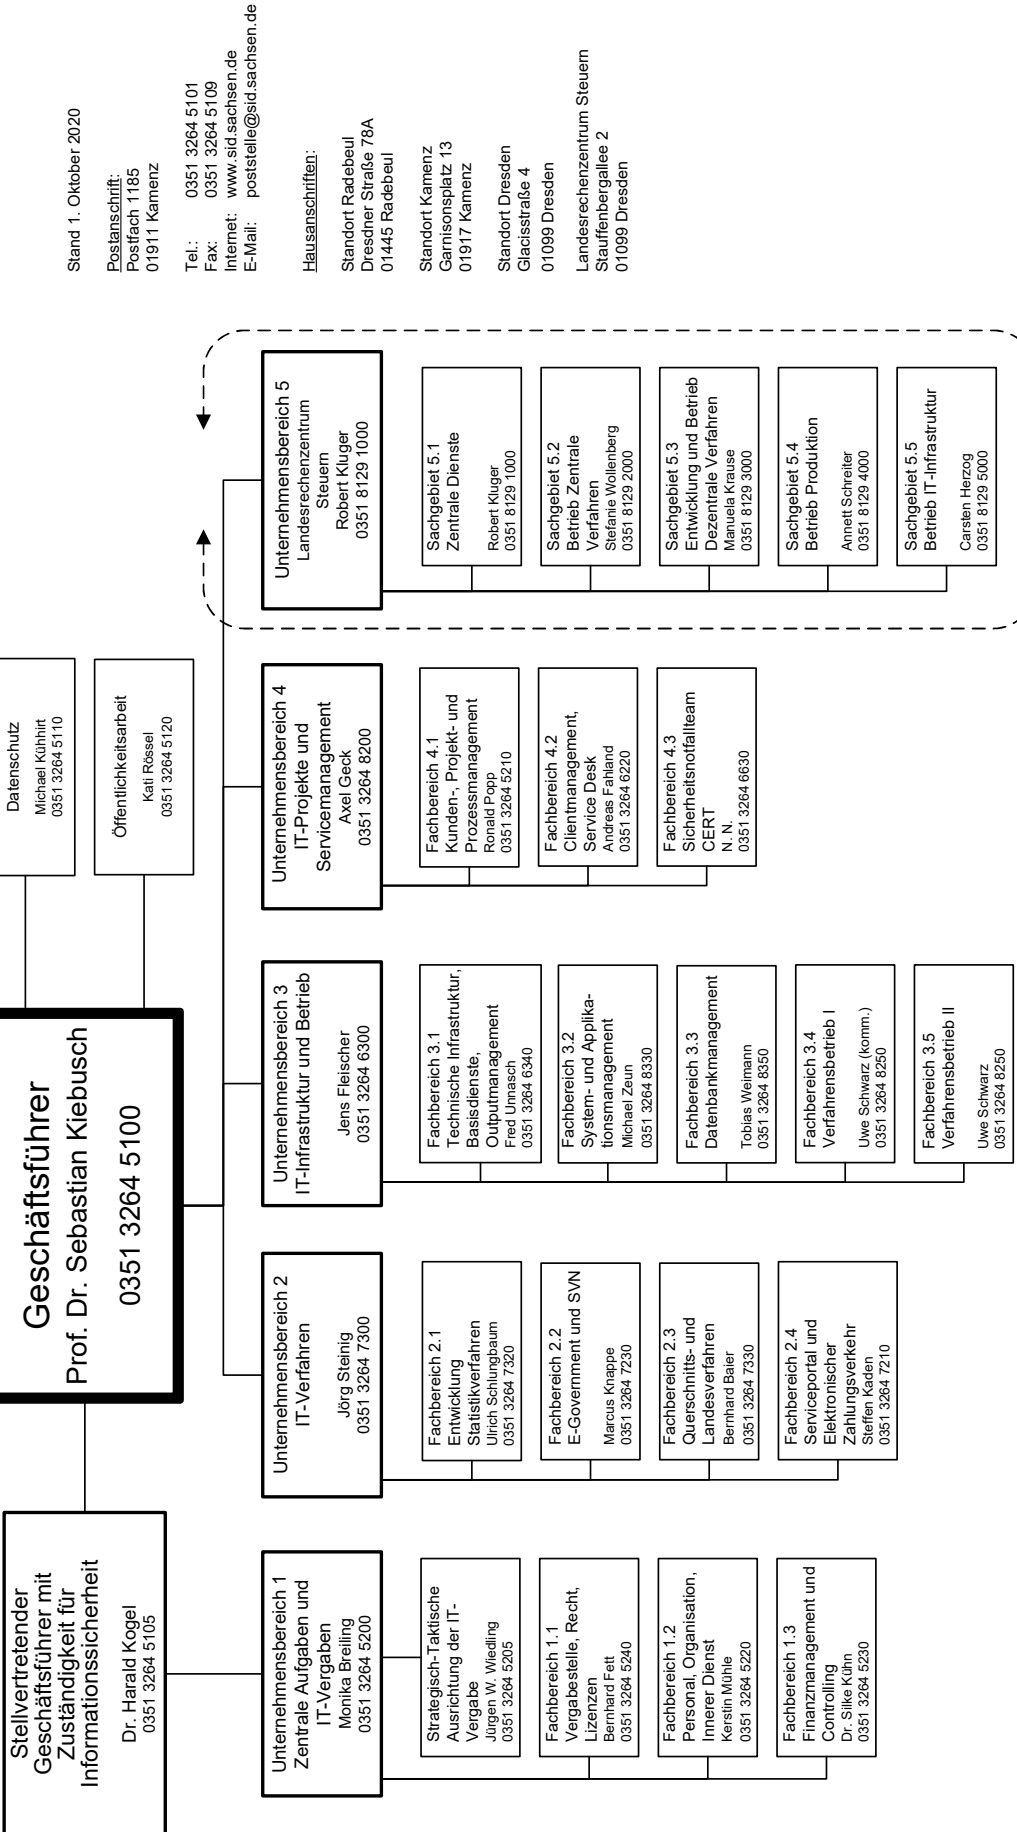 Geschäftsführer
Prof. Dr. Sebastian Kiebusch
0351 3264 5100
Stellvertretender
Geschäftsführer mit
Zuständigkeit für
Informationssicherheit
Dr. Harald Kogel
0351 3264 5105
Datenschutz
Michael Kühhirt
0351 3264 5110
Öffentlichkeitsarbeit
Kati Rössel
0351 3264 5120
Unternehmensbereich 1
Zentrale Aufgaben und
IT-Vergaben
Monika Breiling
0351 3264 5200
Strategisch-Taktische
Ausrichtung der IT-
Vergabe
Jürgen W. Wiedling
0351 3264 5205
Fachbereich 1.1
Vergabestelle, Recht,
Lizenzen
Bernhard Fett
0351 3264 5240
Fachbereich 1.2
Personal, Organisation,
Innerer Dienst
Kerstin Mühle
0351 3264 5220
Fachbereich 1.3
Finanzmanagement und
Controlling
Dr. Silke Kühn
0351 3264 5230
Unternehmensbereich 2
IT-Verfahren
Jörg Steinig
0351 3264 7300
Fachbereich 2.1
Entwicklung
Statistikverfahren
Ulrich Schlungbaum
0351 3264 7320
Fachbereich 2.2
E-Government und SVN
Marcus Knappe
0351 3264 7230
Fachbereich 2.3
Querschnitts- und
Landesverfahren
Bernhard Baier
0351 3264 7330
Fachbereich 2.4
Serviceportal und
Elektronischer
Zahlungsverkehr
Steffen Kaden
0351 3264 7210
Unternehmensbereich 3
IT-Infrastruktur und Betrieb
Jens Fleischer
0351 3264 6300
Fachbereich 3.1
Technische Infrastruktur,
Basisdienste,
Outputmanagement
Fred Unnasch
0351 3264 6340
Fachbereich 3.2
System- und Applika-
tionsmanagement
Michael Zeun
0351 3264 8330
Fachbereich 3.3
Datenbankmanagement
Tobias Weimann
0351 3264 8350
Fachbereich 3.4
Verfahrensbetrieb I
Uwe Schwarz (komm.)
0351 3264 8250
Fachbereich 3.5
Verfahrensbetrieb II
Uwe Schwarz
0351 3264 8250
Unternehmensbereich 4
IT-Projekte und
Servicemanagement
Axel Geck
0351 3264 8200
Fachbereich 4.1
Kunden-, Projekt- und
Prozessmanagement
Ronald Popp
0351 3264 5210
Fachbereich 4.2
Clientmanagement,
Service Desk
Andreas Fahland
0351 3264 6220
Fachbereich 4.3
Sicherheitsnotfallteam
CERT
N. N.
0351 3264 6630
Unternehmensbereich 5
Landesrechenzentrum
Steuern
Robert Kluger
0351 8129 1000
Sachgebiet 5.1
Zentrale Dienste
Robert Kluger
0351 8129 1000
Sachgebiet 5.2
Betrieb Zentrale
Verfahren
Stefanie Wollenberg
0351 8129 2000
Sachgebiet 5.3
Entwicklung und Betrieb
Dezentrale Verfahren
Manuela Krause
0351 8129 3000
Sachgebiet 5.4
Betrieb Produktion
Annett Schreiter
0351 8129 4000
Sachgebiet 5.5
Betrieb IT-Infrastruktur
Carsten Herzog
0351 8129 5000
Stand 1. Oktober 2020
Postanschrift:
Postfach 1185
01911 Kamenz
Tel.: 0351 3264 5101
Fax: 0351 3264 5109
Internet: www.sid.sachsen.de
E-Mail: poststelle@sid.sachsen.de
Hausanschriften:
Standort Radebeul
Dresdner Straße 78A
01445 Radebeul
Standort Kamenz
Garnisonsplatz 13
01917 Kamenz
Standort Dresden
Glacisstraße 4
01099 Dresden
Landesrechenzentrum Steuern
Stauffenbergallee 2
01099 Dresden